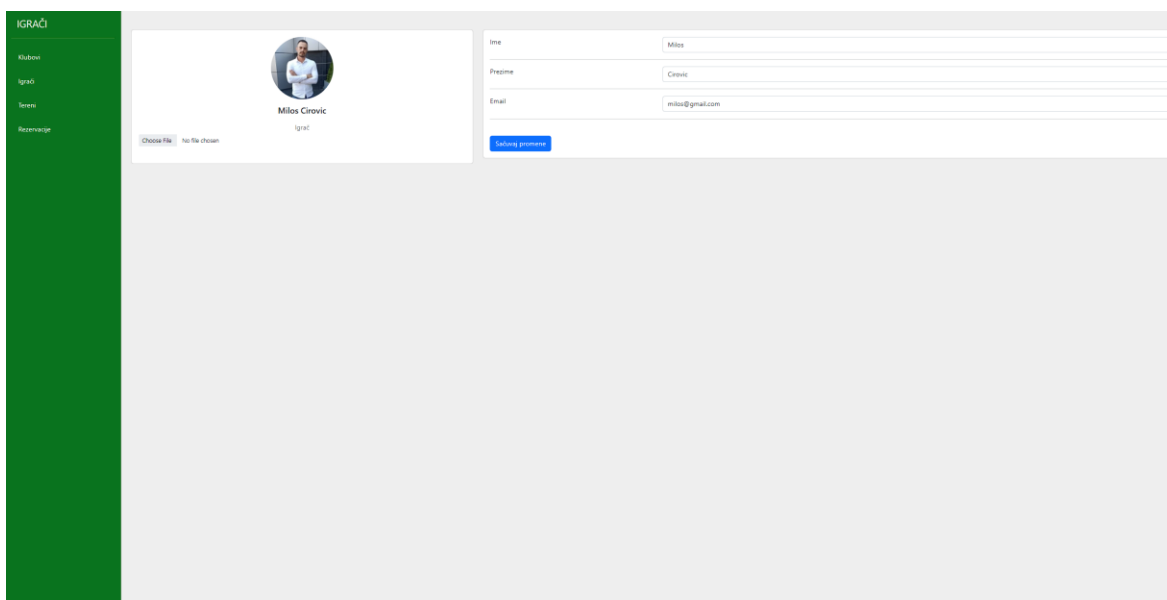 IGRAČI
Klubovi
Igrači
Tereni
Rezervacije
Milos Cirovic
Igrač
Choose File No file chosen
Ime Milos
Prezime Cirovic
Email milos@gmail.com
Sačuvaj promene